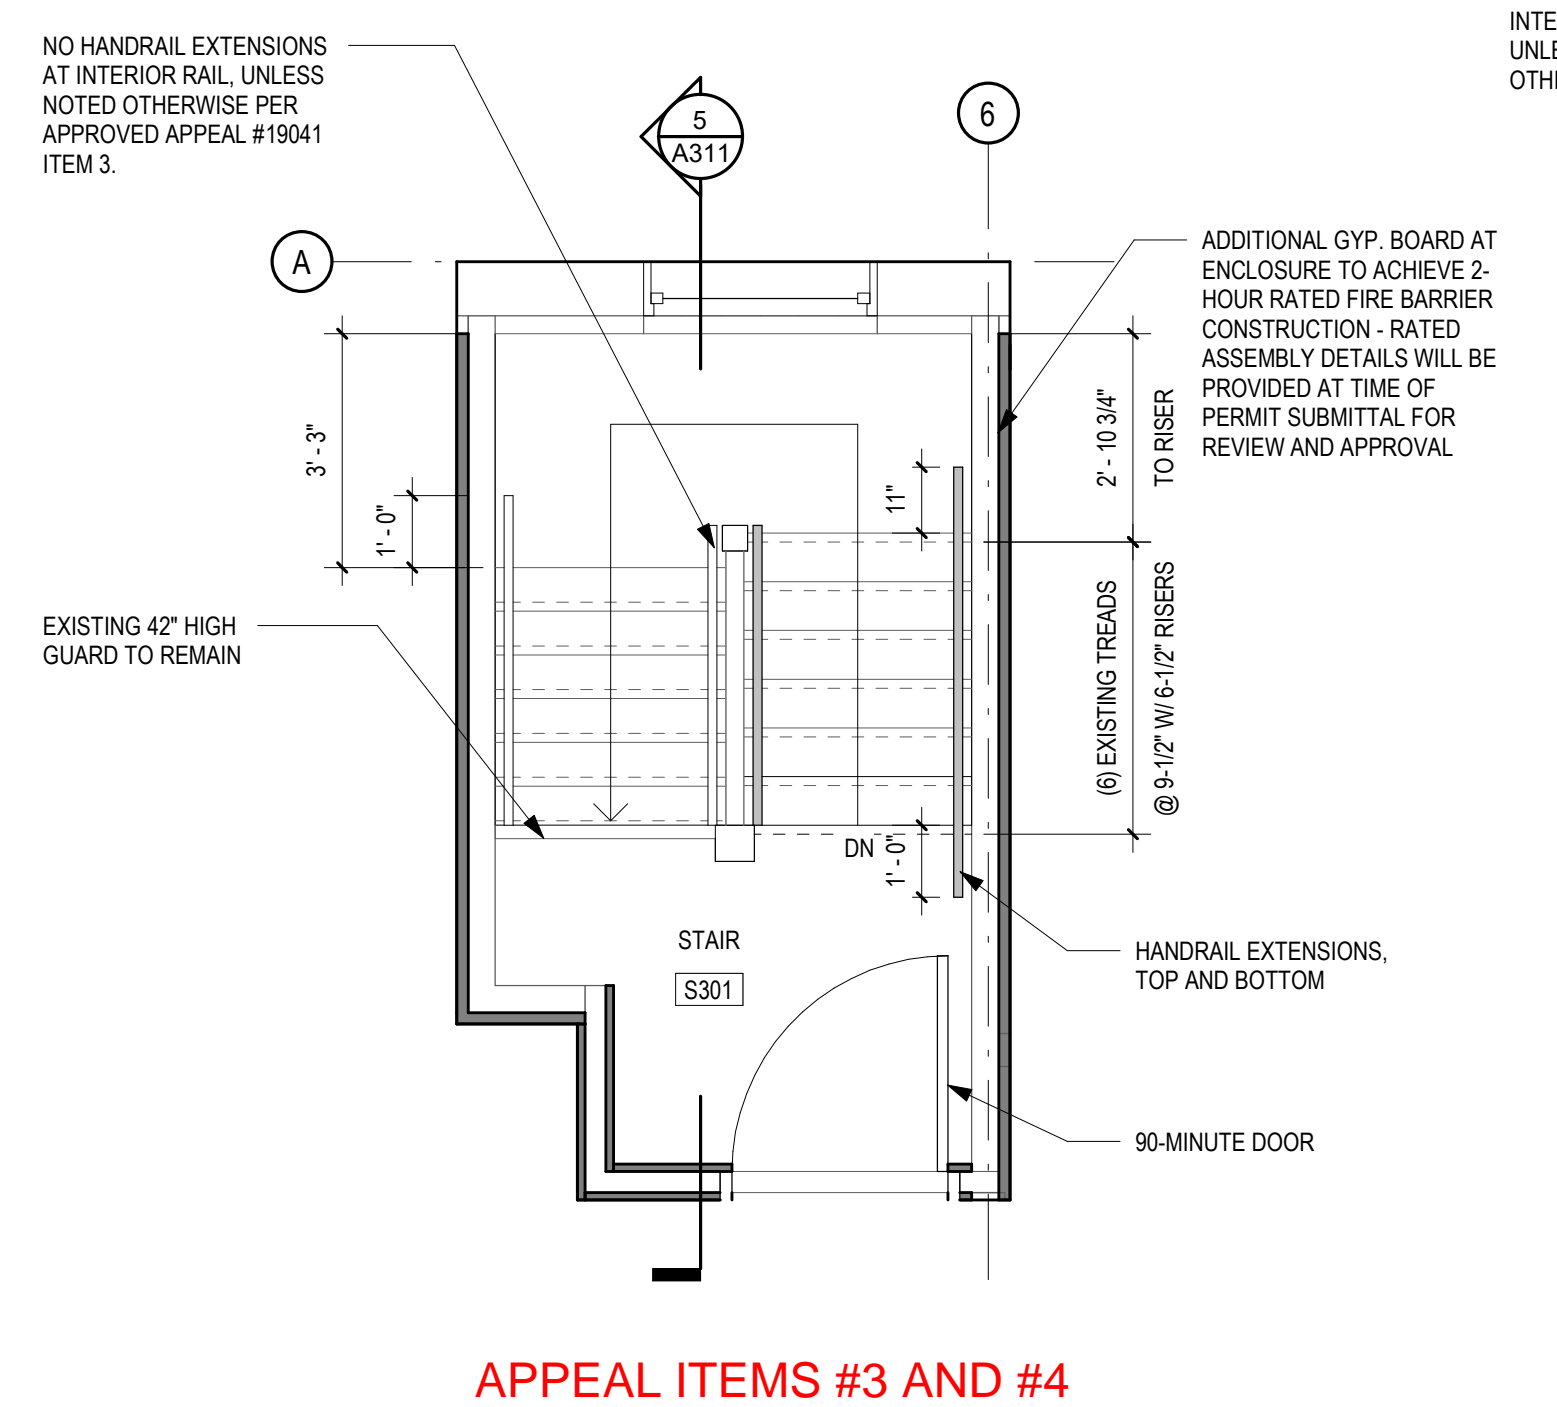 NO HANDRAIL EXTENSIONS
AT INTERIOR RAIL, UNLESS
NOTED OTHERWISE PER
APPROVED APPEAL #19041
ITEM 3.
5
A311
6
INTE
UNLE
OTHE
A
ADDITIONAL GYP. BOARD AT
ENCLOSURE TO ACHIEVE 2-
HOUR RATED FIRE BARRIER
CONSTRUCTION - RATED
ASSEMBLY DETAILS WILL BE
PROVIDED AT TIME OF
PERMIT SUBMITTAL FOR
REVIEW AND APPROVAL
3' - 3"
1' - 0"
11"
2' - 10 3/4"
TO RISER
EXISTING 42" HIGH
GUARD TO REMAIN
(6) EXISTING TREADS
@ 9-1/2" W/ 6-1/2" RISERS
DN
1' - 0"
STAIR
S301
HANDRAIL EXTENSIONS,
TOP AND BOTTOM
90-MINUTE DOOR
APPEAL ITEMS #3 AND #4